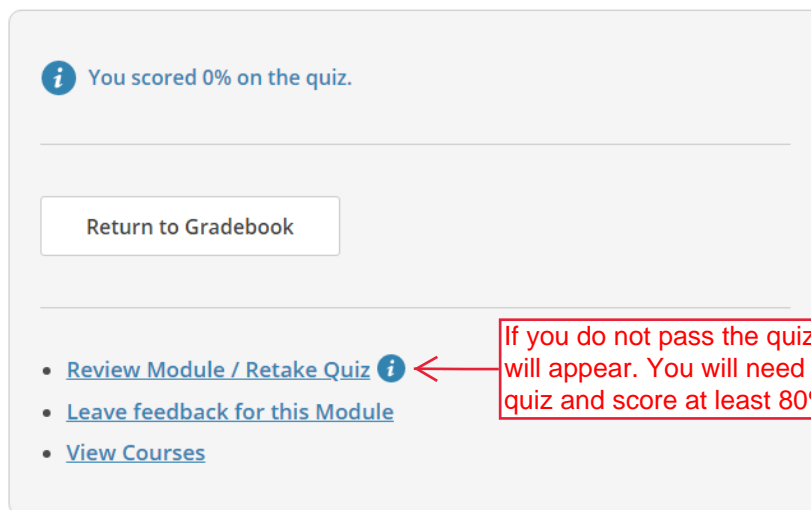 You scored 0% on the quiz.
Return to Gradebook
Review Module / Retake Quiz
If you do not pass the quiz
will appear. You will need
quiz and score at least 80%
Leave feedback for this Module
View Courses